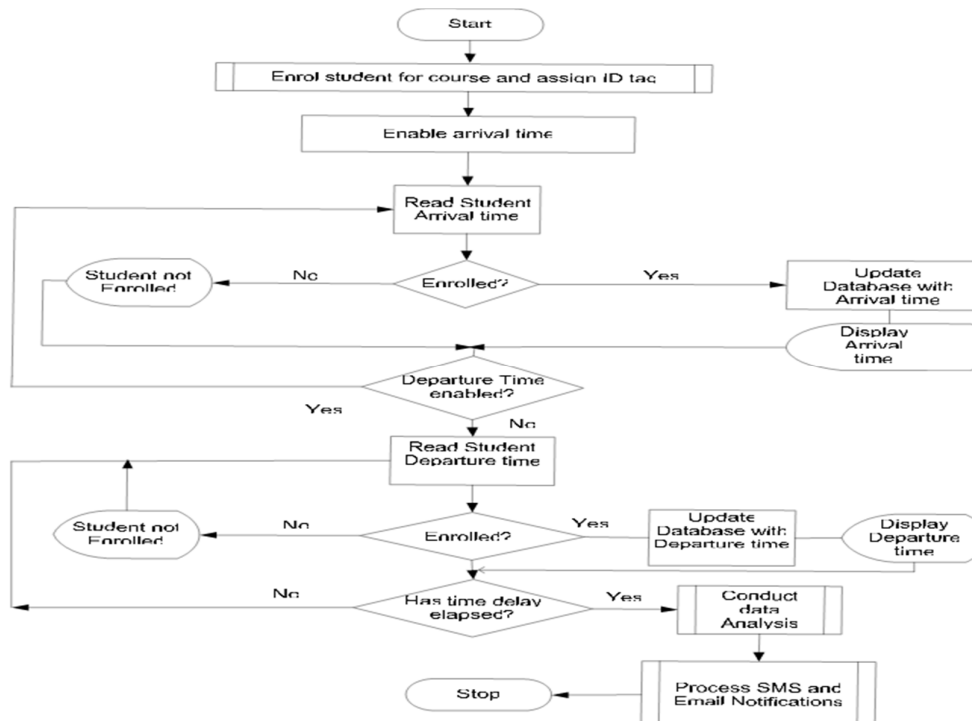 Start
Enrol student for course and assign ID tag
Enable arrival time
Read Student
Arrival time
Student not
Enrolled
No
Enrolled?
Yes
Update
Database with
Arrival time
Display
Arrival
time
Departure Time
enabled?
Yes
No
Read Student
Departure time
Student not
Enrolled
No
Enrolled?
Yes
Update
Database with
Departure time
Display
Departure
time
No
Has time delay
elapsed?
Yes
Conduct
data
Analysis
Stop
Process SMS and
Email Notifications